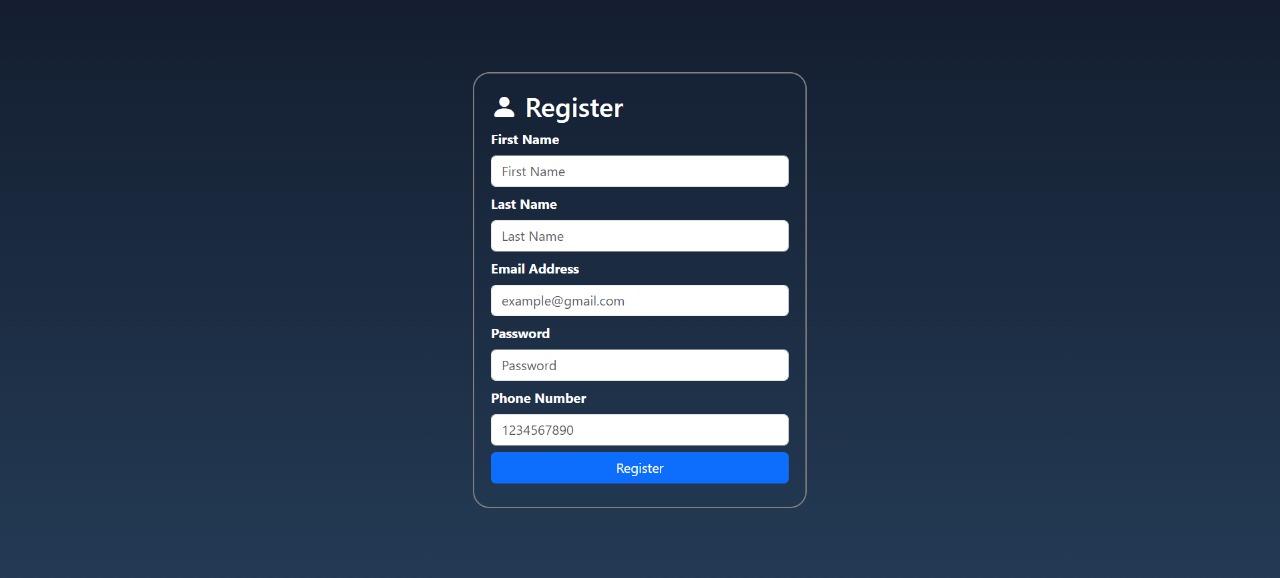 Register
First Name
First Name
Last Name
Last Name
Email Address
example@gmail.com
Password
Password
Phone Number
1234567890
Register